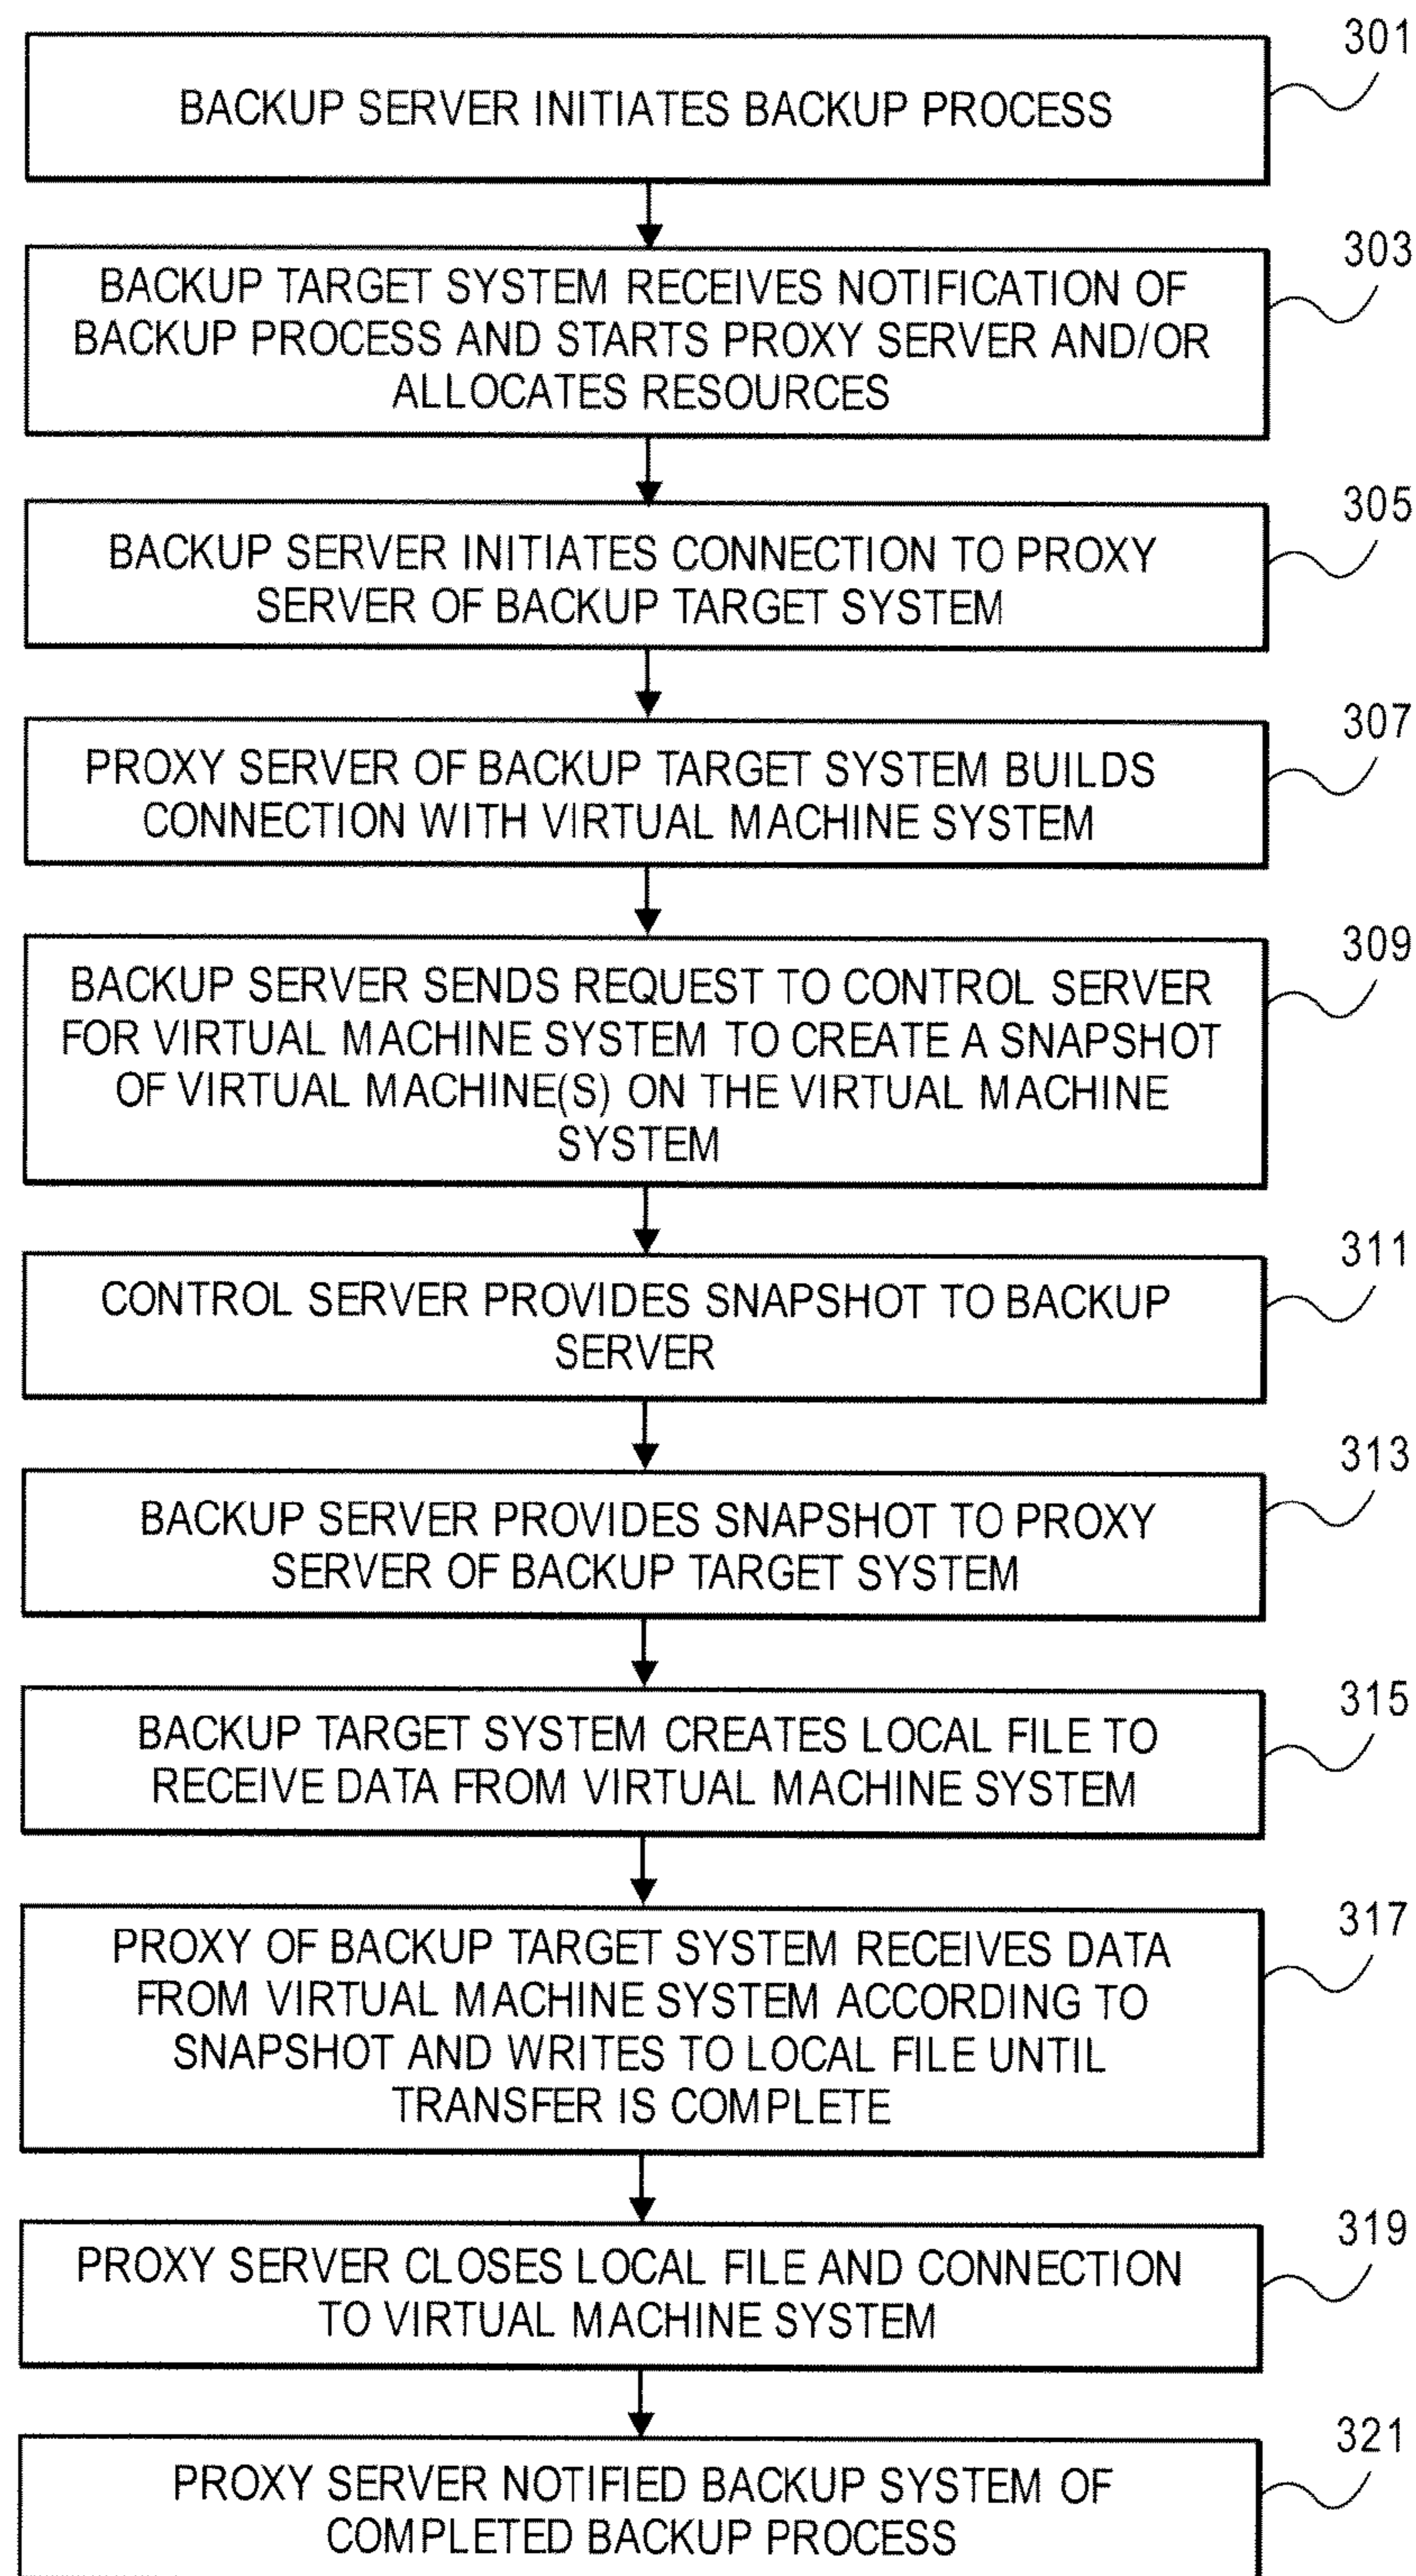 301
BACKUP SERVER INITIATES BACKUP PROCESS
303
BACKUP TARGET SYSTEM RECEIVES NOTIFICATION OF
BACKUP PROCESS AND STARTS PROXY SERVER AND/OR
ALLOCATES RESOURCES
305
BACKUP SERVER INITIATES CONNECTION TO PROXY
SERVER OF BACKUP TARGET SYSTEM
307
PROXY SERVER OF BACKUP TARGET SYSTEM BUILDS
CONNECTION WITH VIRTUAL MACHINE SYSTEM
309
BACKUP SERVER SENDS REQUEST TO CONTROL SERVER
FOR VIRTUAL MACHINE SYSTEM TO CREATE A SNAPSHOT
OF VIRTUAL MACHINE(S) ON THE VIRTUAL MACHINE
SYSTEM
311
CONTROL SERVER PROVIDES SNAPSHOT TO BACKUP
SERVER
313
BACKUP SERVER PROVIDES SNAPSHOT TO PROXY
SERVER OF BACKUP TARGET SYSTEM
315
BACKUP TARGET SYSTEM CREATES LOCAL FILE TO
RECEIVE DATA FROM VIRTUAL MACHINE SYSTEM
317
PROXY OF BACKUP TARGET SYSTEM RECEIVES DATA
FROM VIRTUAL MACHINE SYSTEM ACCORDING TO
SNAPSHOT AND WRITES TO LOCAL FILE UNTIL
TRANSFER IS COMPLETE
319
PROXY SERVER CLOSES LOCAL FILE AND CONNECTION
TO VIRTUAL MACHINE SYSTEM
321
PROXY SERVER NOTIFIED BACKUP SYSTEM OF
COMPLETED BACKUP PROCESS